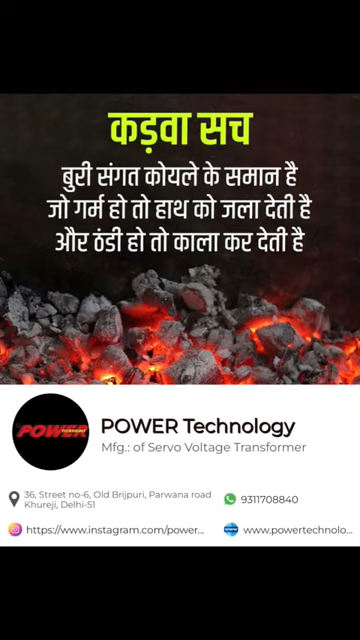 कड़वा सच
बुरी संगत कोयले के समान है
जो गर्म हो तो हाथ को जला देती है
और ठंडी हो तो काला कर देती है
POWER
POWER Technology
Mfg.: of Servo Voltage Transformer
36, Street no-6, Old Brijpuri, Parwana road
Khureji, Delhi-51
9311708840
https://www.instagram.com/power...
www.powertechnolo...